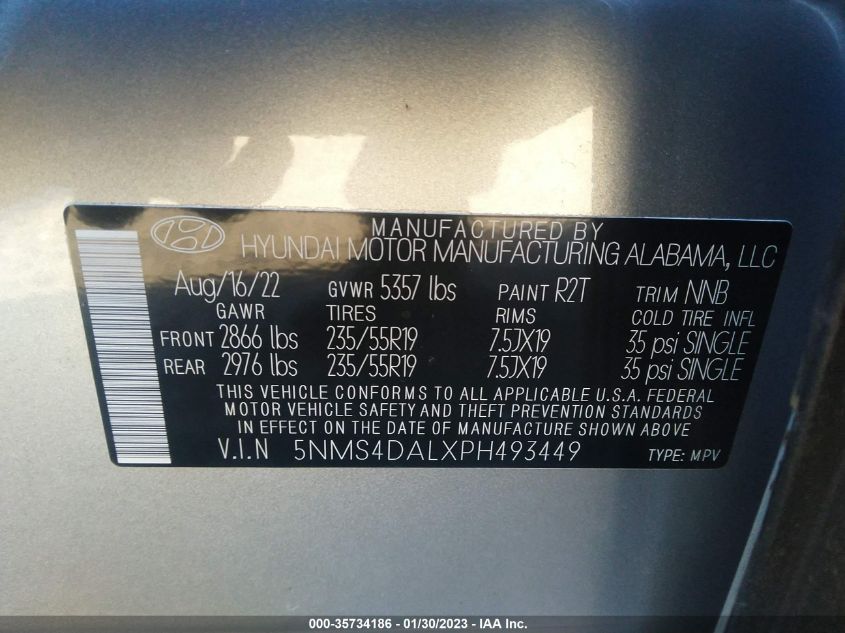 MANUFACTURED BY
HYUNDAI MOTOR MANUFACTURING ALABAMA, LLC
Aug/16/22 GVWR 5357 lbs PAINT R2T TRIM NNB
GAWR TIRES RIMS COLD TIRE INFL
FRONT 2866 lbs 235/55R19 7.5JX19 35 psi SINGLE
REAR 2976 lbs 235/55R19 7.5JX19 35 psi SINGLE
THIS VEHICLE CONFORMS TO ALL APPLICABLE U.S.A. FEDERAL
MOTOR VEHICLE SAFETY AND THEFT PREVENTION STANDARDS
IN EFFECT ON THE DATE OF MANUFACTURE SHOWN ABOVE
V.I.N 5NMS4DALXPH493449 TYPE: MPV
000-35734186 - 01/30/2023 - IAA Inc.